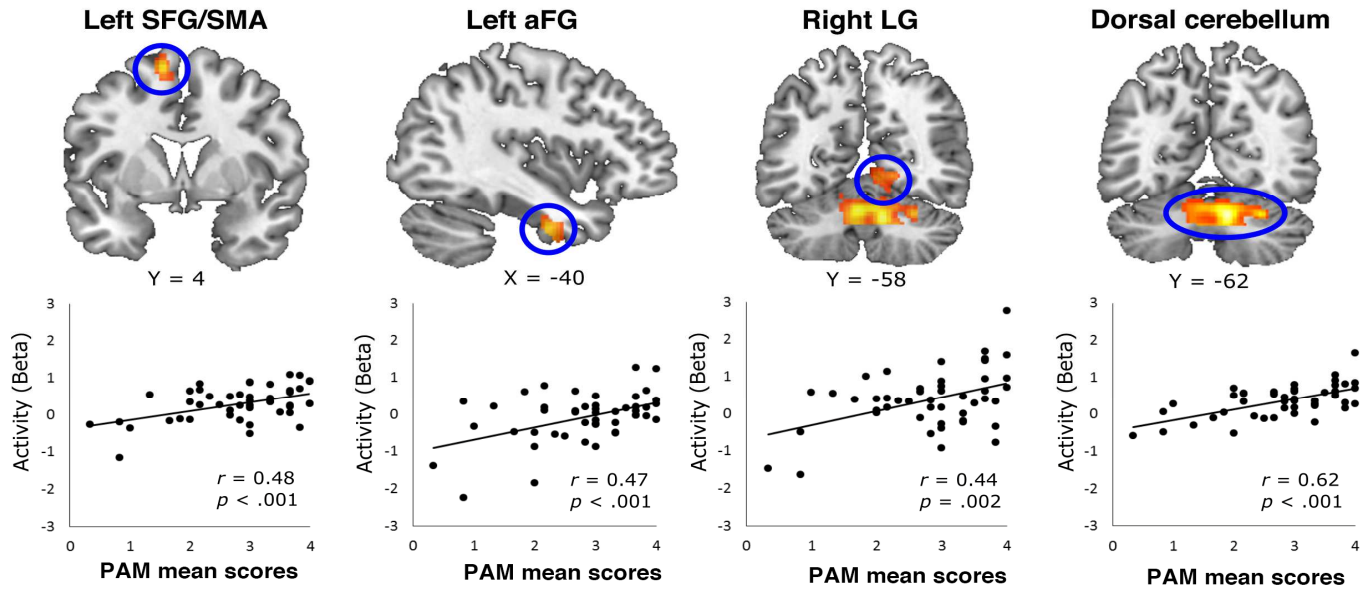 Left SFG/SMA
Left aFG
Right LG
Dorsal cerebellum
Y = 4
X = -40
Y = -58
Y = -62
Activity (Beta)
3
2
1
0
-1
-2
-3
r = 0.48
p < .001
0 1 2 3 4
PAM mean scores
Activity (Beta)
3
2
1
0
-1
-2
-3
r = 0.47
p < .001
0 1 2 3 4
PAM mean scores
Activity (Beta)
3
2
1
0
-1
-2
-3
r = 0.44
p = .002
0 1 2 3 4
PAM mean scores
Activity (Beta)
3
2
1
0
-1
-2
-3
r = 0.62
p < .001
0 1 2 3 4
PAM mean scores